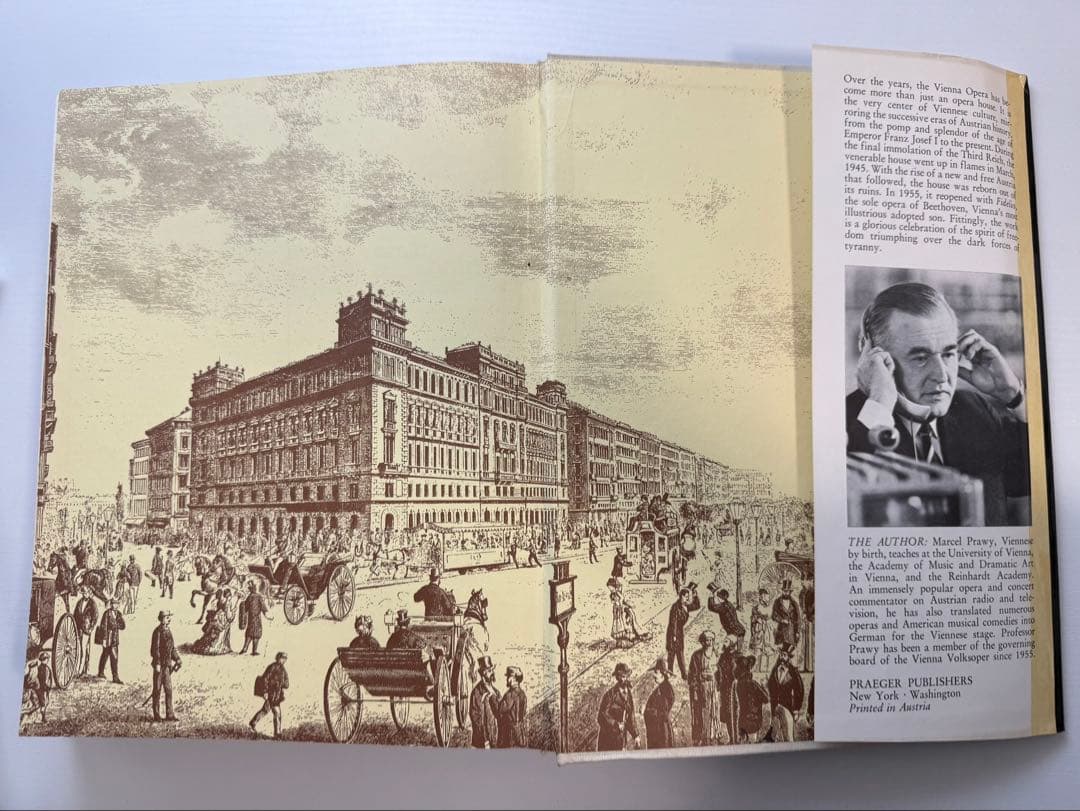 Over the years, the Vienna Opera has be-
come more than just an opera house. It is
the very center of Viennese culture, mir-
roring the successive eras of Austrian history,
from the pomp and splendor of the age of
Emperor Franz Josef I to the present. During
the final immolation of the Third Reich, the
venerable house went up in flames in March,
1945. With the rise of a new and free Austria
that followed, the house was reborn out of
its ruins. In 1955, it reopened with Fidelio,
the sole opera of Beethoven, Vienna's most
illustrious adopted son. Fittingly, the work
is a glorious celebration of the spirit of free-
dom triumphing over the dark forces of
tyranny.
THE AUTHOR: Marcel Prawy, Viennese
by birth, teaches at the University of Vienna,
the Academy of Music and Dramatic Art
in Vienna, and the Reinhardt Academy.
An immensely popular opera and concert
commentator on Austrian radio and tele-
vision, he has also translated numerous
operas and American musical comedies into
German for the Viennese stage. Professor
Prawy has been a member of the governing
board of the Vienna Volksoper since 1955.
PRAEGER PUBLISHERS
New York · Washington
Printed in Austria